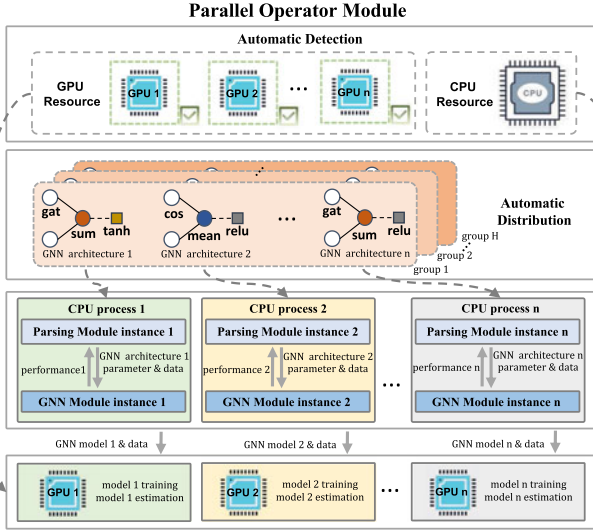 Parallel Operator Module
Automatic Detection
GPU
Resource
GPU 1
GPU 2
...
GPU n
CPU
Resource
CPU
gat
sum
tanh
GNN architecture 1
cos
mean
relu
GNN architecture 2
...
gat
sum
relu
GNN architecture n
group 1
group 2
group H
Automatic
Distribution
CPU process 1
Parsing Module instance 1
performance1
GNN architecture 1
parameter & data
GNN Module instance 1
CPU process 2
Parsing Module instance 2
performance 2
GNN architecture 2
parameter & data
GNN Module instance 2
...
CPU process n
Parsing Module instance n
performance n
GNN architecture n
parameter & data
GNN Module instance n
GNN model 1 & data
GNN model 2 & data
GNN model n & data
GPU 1
model 1 training
model 1 estimation
GPU 2
model 2 training
model 2 estimation
...
GPU n
model n training
model n estimation